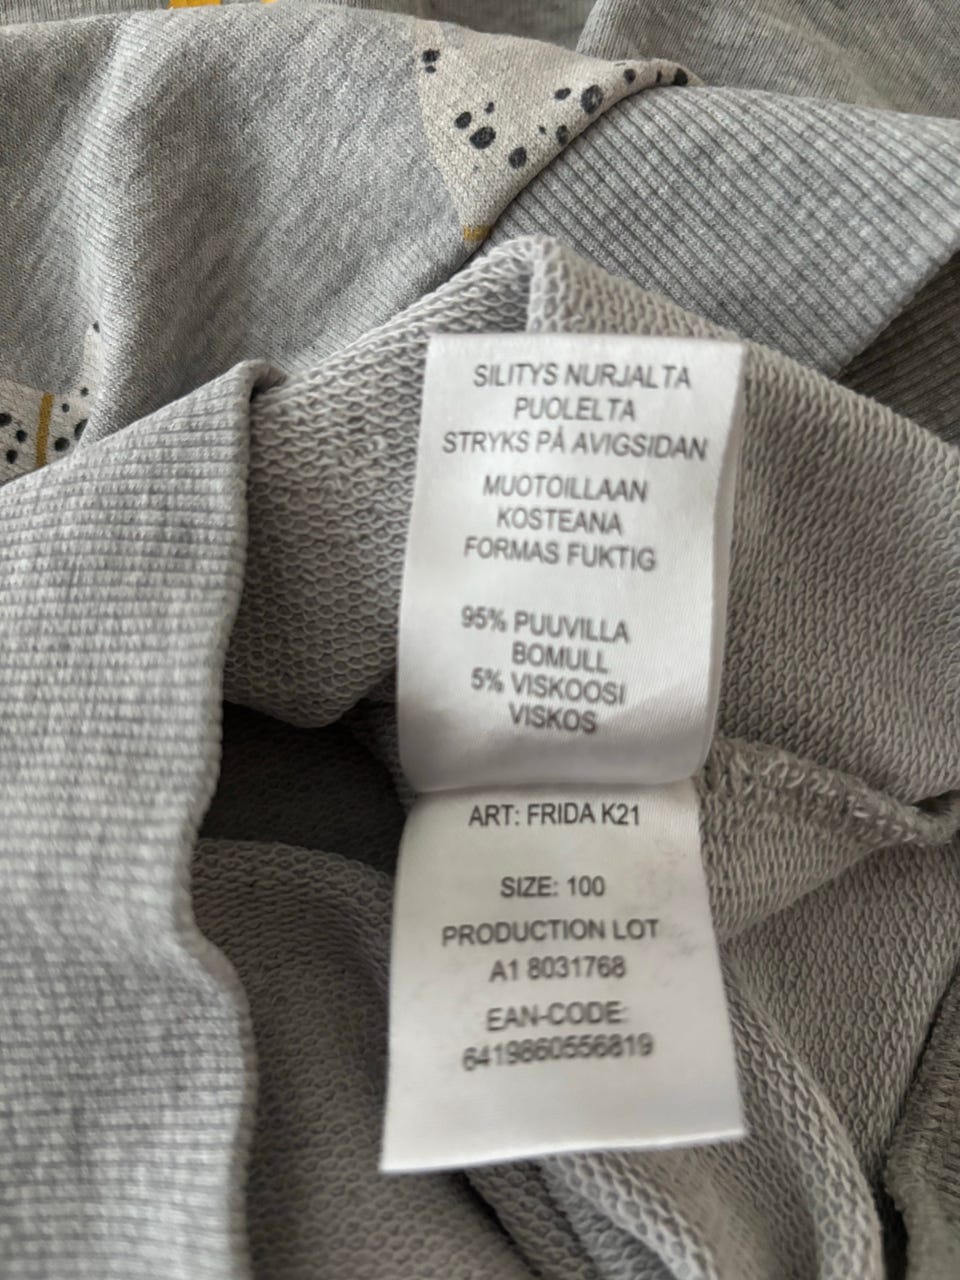 SILITYS NURJALTA
PUOLELTA
STRYKS PÅ AVIGSIDAN
MUOTOILLAAN
KOSTEANA
FORMAS FUKTIG
95% PUUVILLA
BOMULL
5% VISKOOSI
VISKOS
ART: FRIDA K21
SIZE: 100
PRODUCTION LOT
A1 8031768
EAN-CODE:
6419860556819